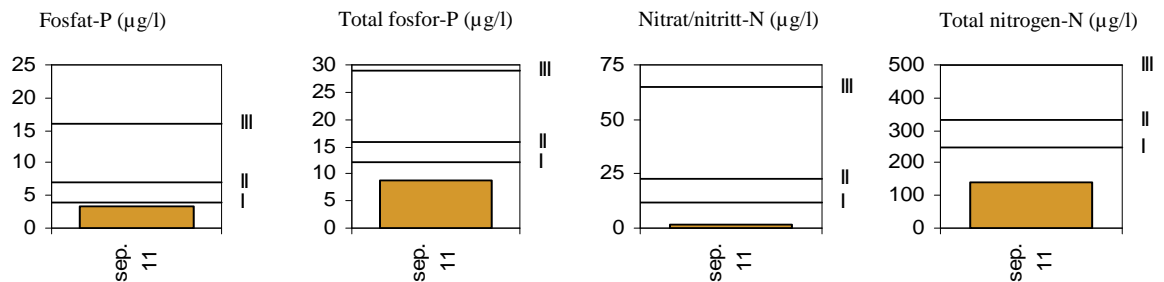 Fosfat-P (µg/l)
25
20
15
10
5
0
III
II
I
sep.
11
Total fosfor-P (µg/l)
30
25
20
15
10
5
0
III
II
I
sep.
11
Nitrat/nitritt-N (µg/l)
75
50
25
0
III
II
I
sep.
11
Total nitrogen-N (µg/l)
500
400
300
200
100
0
III
II
I
sep.
11